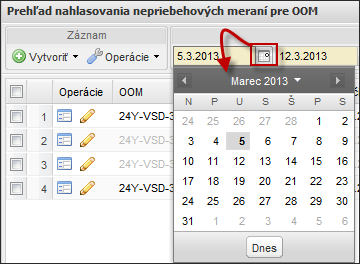 Prehľad nahlasovania nepriebehových meraní pre OOM
Záznam
Vytvoriť Operácie 5.3.2013 12.3.2013
Operácie OOM
1 24Y-VSD-3
2 24Y-VSD-3
3 24Y-VSD-3
4 24Y-VSD-3
Marec 2013
N P U S Š P S
24 25 26 27 28 1 2
3 4 5 6 7 8 9
10 11 12 13 14 15 16
17 18 19 20 21 22 23
24 25 26 27 28 29 30
31 1 2 3 4 5 6
Dnes